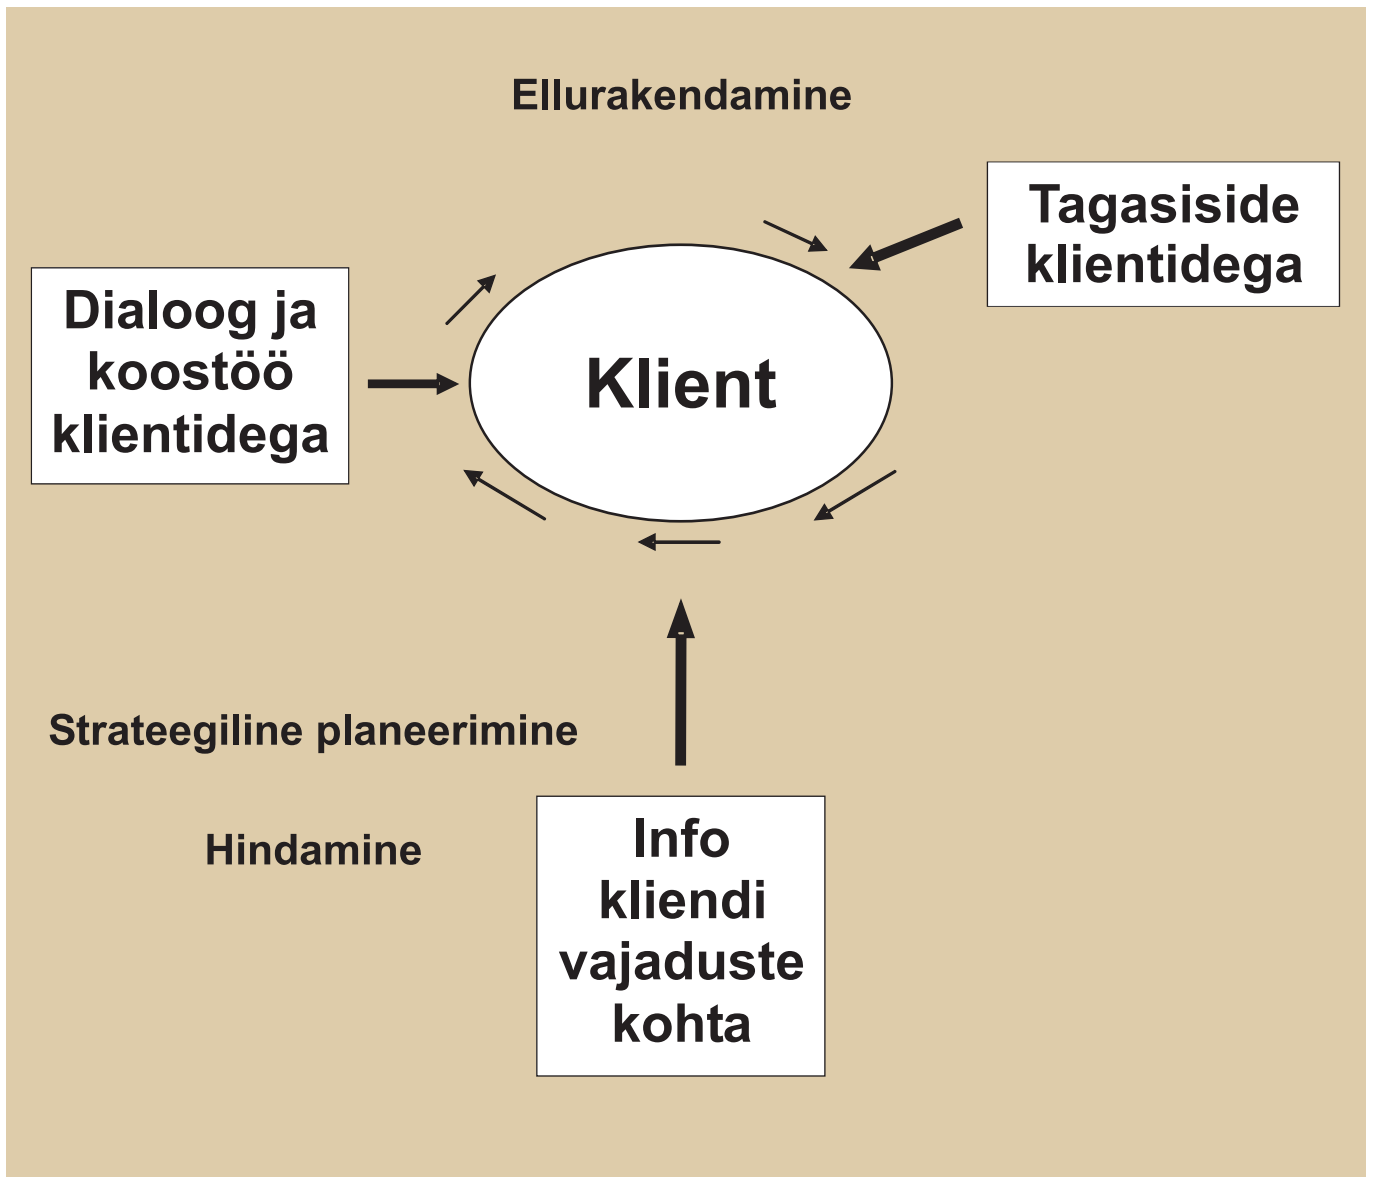 Ellurakendamine
Tagasiside
klientidega
Dialoog ja
koostöö
klientidega
Klient
Strateegiline planeerimine
Hindamine
Info
kliendi
vajaduste
kohta